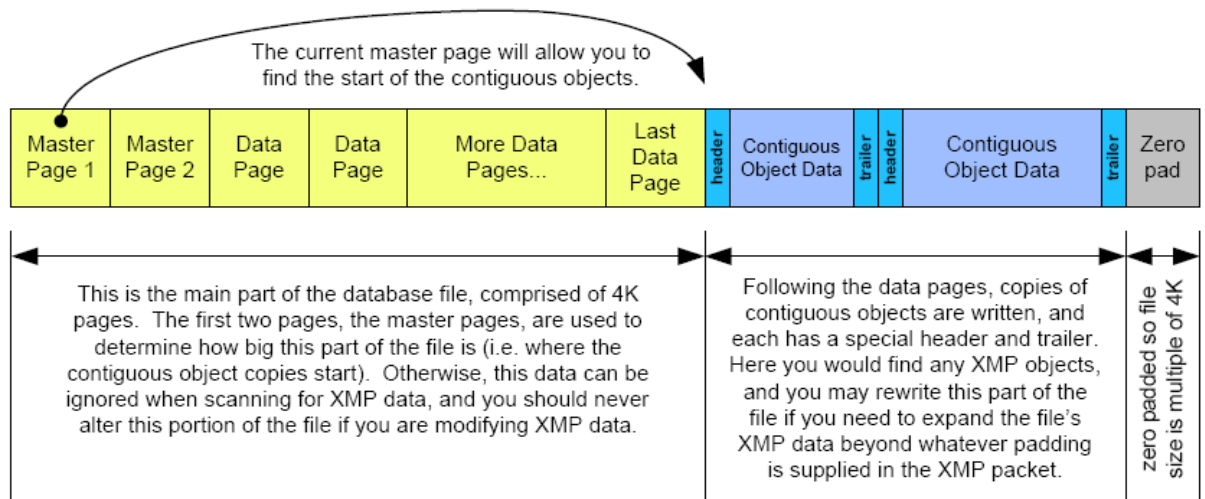 The current master page will allow you to
find the start of the contiguous objects.
Master
Page 1
Master
Page 2
Data
Page
Data
Page
More Data
Pages...
Last
Data
Page
header
Contiguous
Object Data
trailer
header
Contiguous
Object Data
trailer
Zero
pad
This is the main part of the database file, comprised of 4K
pages. The first two pages, the master pages, are used to
determine how big this part of the file is (i.e. where the
contiguous object copies start). Otherwise, this data can be
ignored when scanning for XMP data, and you should never
alter this portion of the file if you are modifying XMP data.
Following the data pages, copies of
contiguous objects are written, and
each has a special header and trailer.
Here you would find any XMP objects,
and you may rewrite this part of the
file if you need to expand the file's
XMP data beyond whatever padding
is supplied in the XMP packet.
zero padded so file
size is multiple of 4K